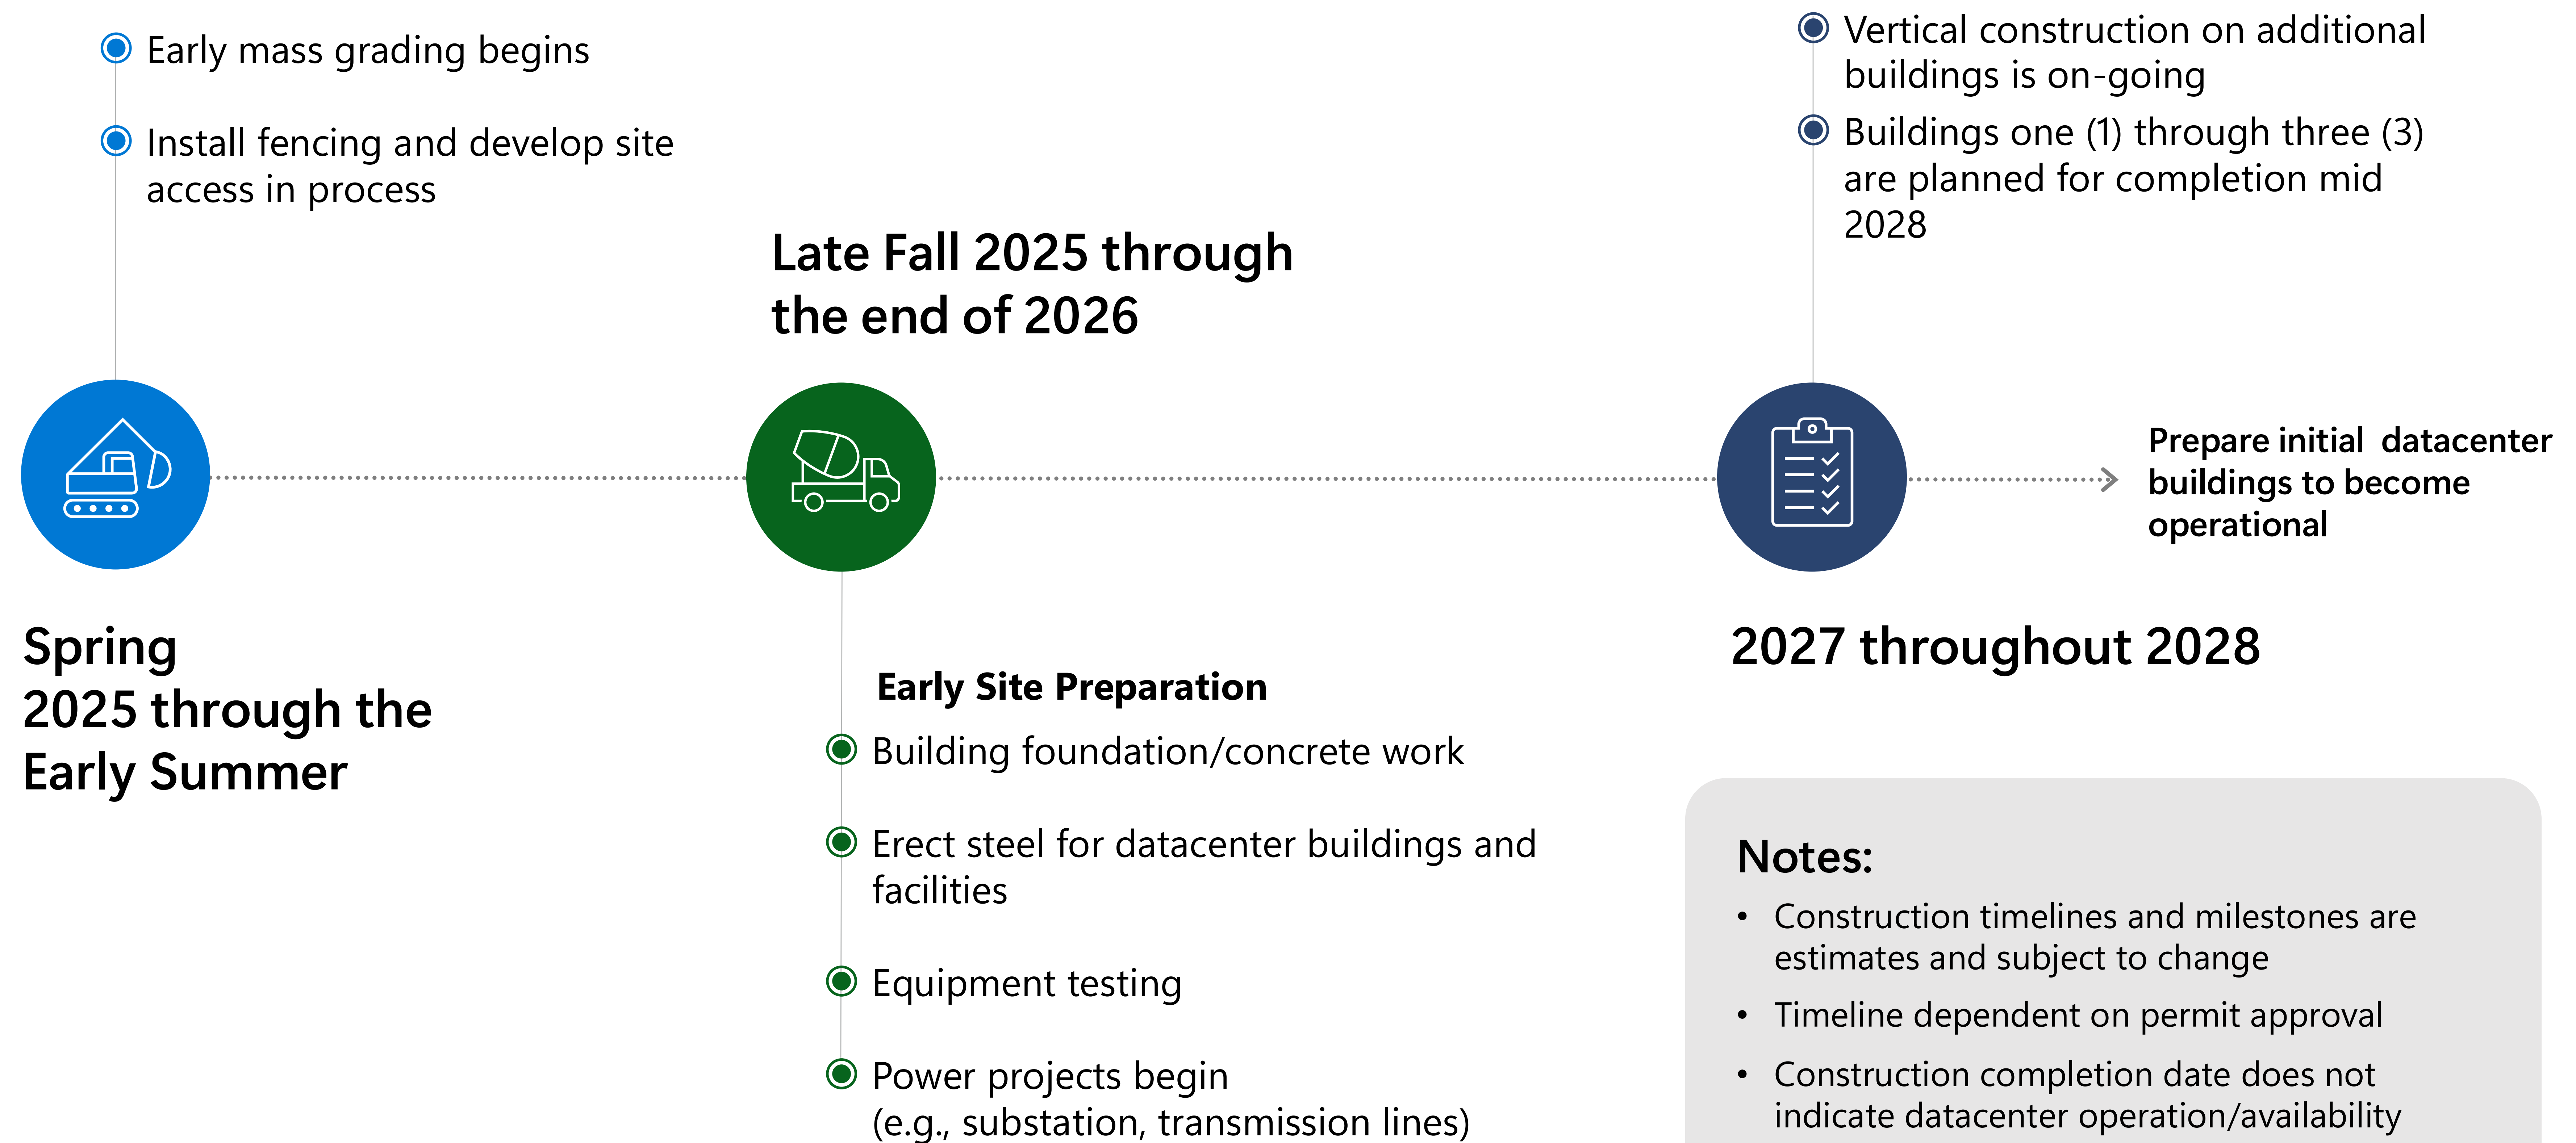 Early mass grading begins
Install fencing and develop site
access in process
Spring
2025 through the
Early Summer
Late Fall 2025 through
the end of 2026
Early Site Preparation
Building foundation/concrete work
Erect steel for datacenter buildings and
facilities
Equipment testing
Power projects begin
(e.g., substation, transmission lines)
Vertical construction on additional
buildings is on-going
Buildings one (1) through three (3)
are planned for completion mid
2028
2027 throughout 2028
Prepare initial datacenter
buildings to become
operational
Notes:
• Construction timelines and milestones are
estimates and subject to change
• Timeline dependent on permit approval
• Construction completion date does not
indicate datacenter operation/availability